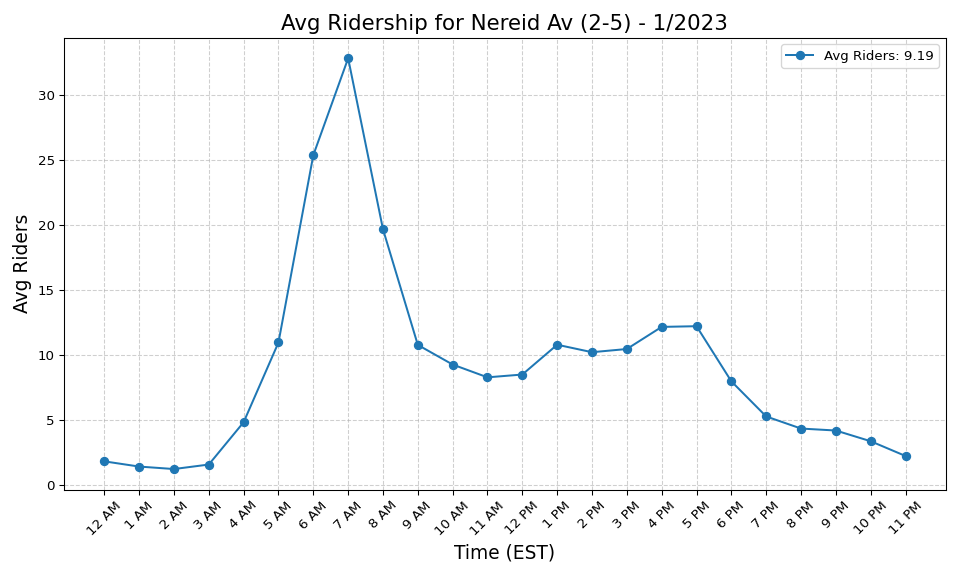 Avg Ridership for Nereid Av (2-5) - 1/2023
Avg Riders: 9.19
Avg Riders
30
25
20
15
10
5
0
12 AM
1 AM
2 AM
3 AM
4 AM
5 AM
6 AM
7 AM
8 AM
9 AM
10 AM
11 AM
12 PM
1 PM
2 PM
3 PM
4 PM
5 PM
6 PM
7 PM
8 PM
9 PM
10 PM
11 PM
Time (EST)